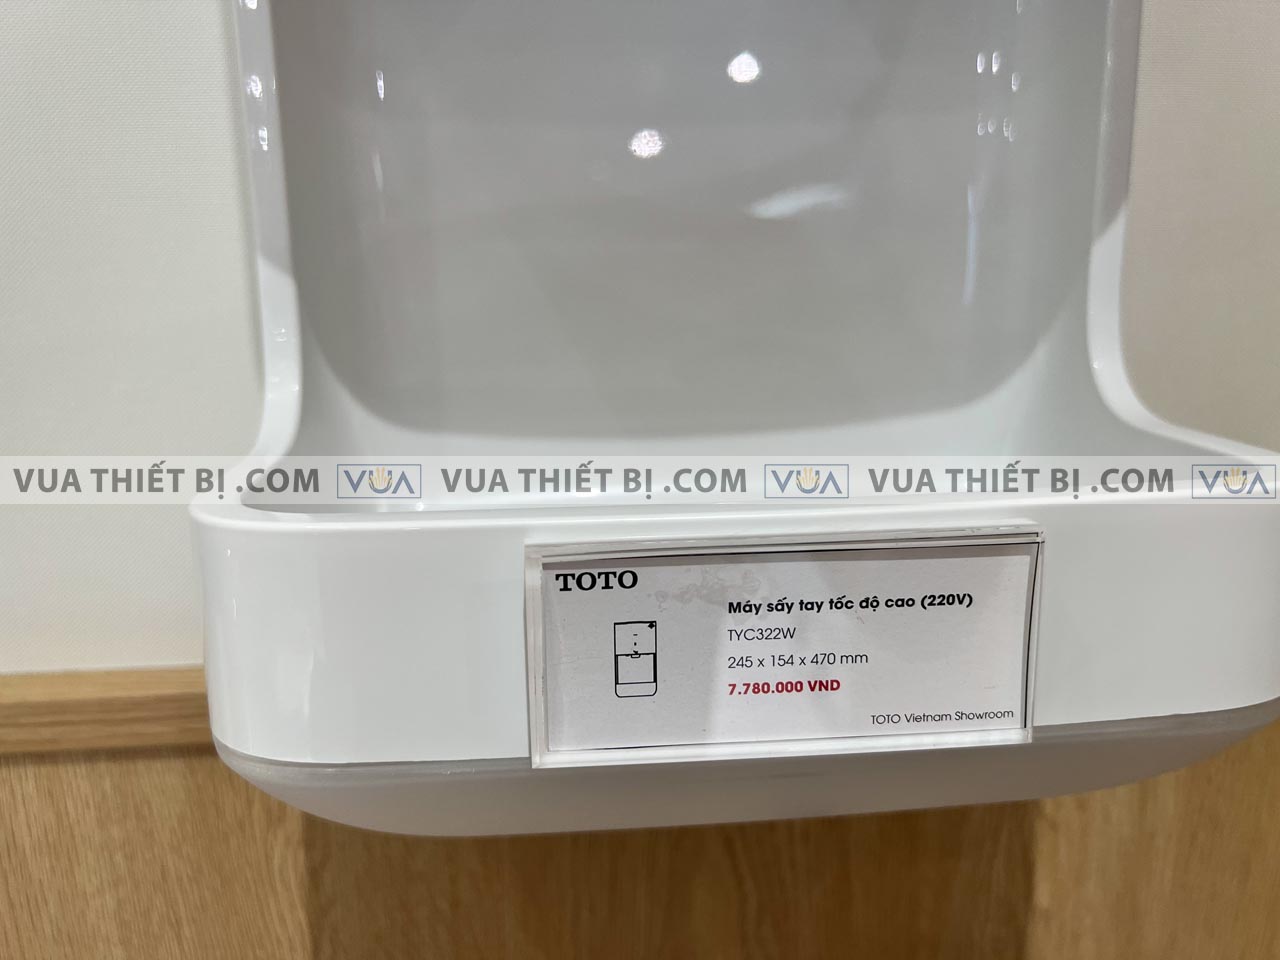 VUA THIẾT BỊ .COM VUA VUA THIẾT BỊ .COM VUA VUA THIẾT BỊ .COM VUA
TOTO
Máy sấy tay tốc độ cao (220V)
TYC322W
245 x 154 x 470 mm
7.780.000 VND
TOTO Vietnam Showroom